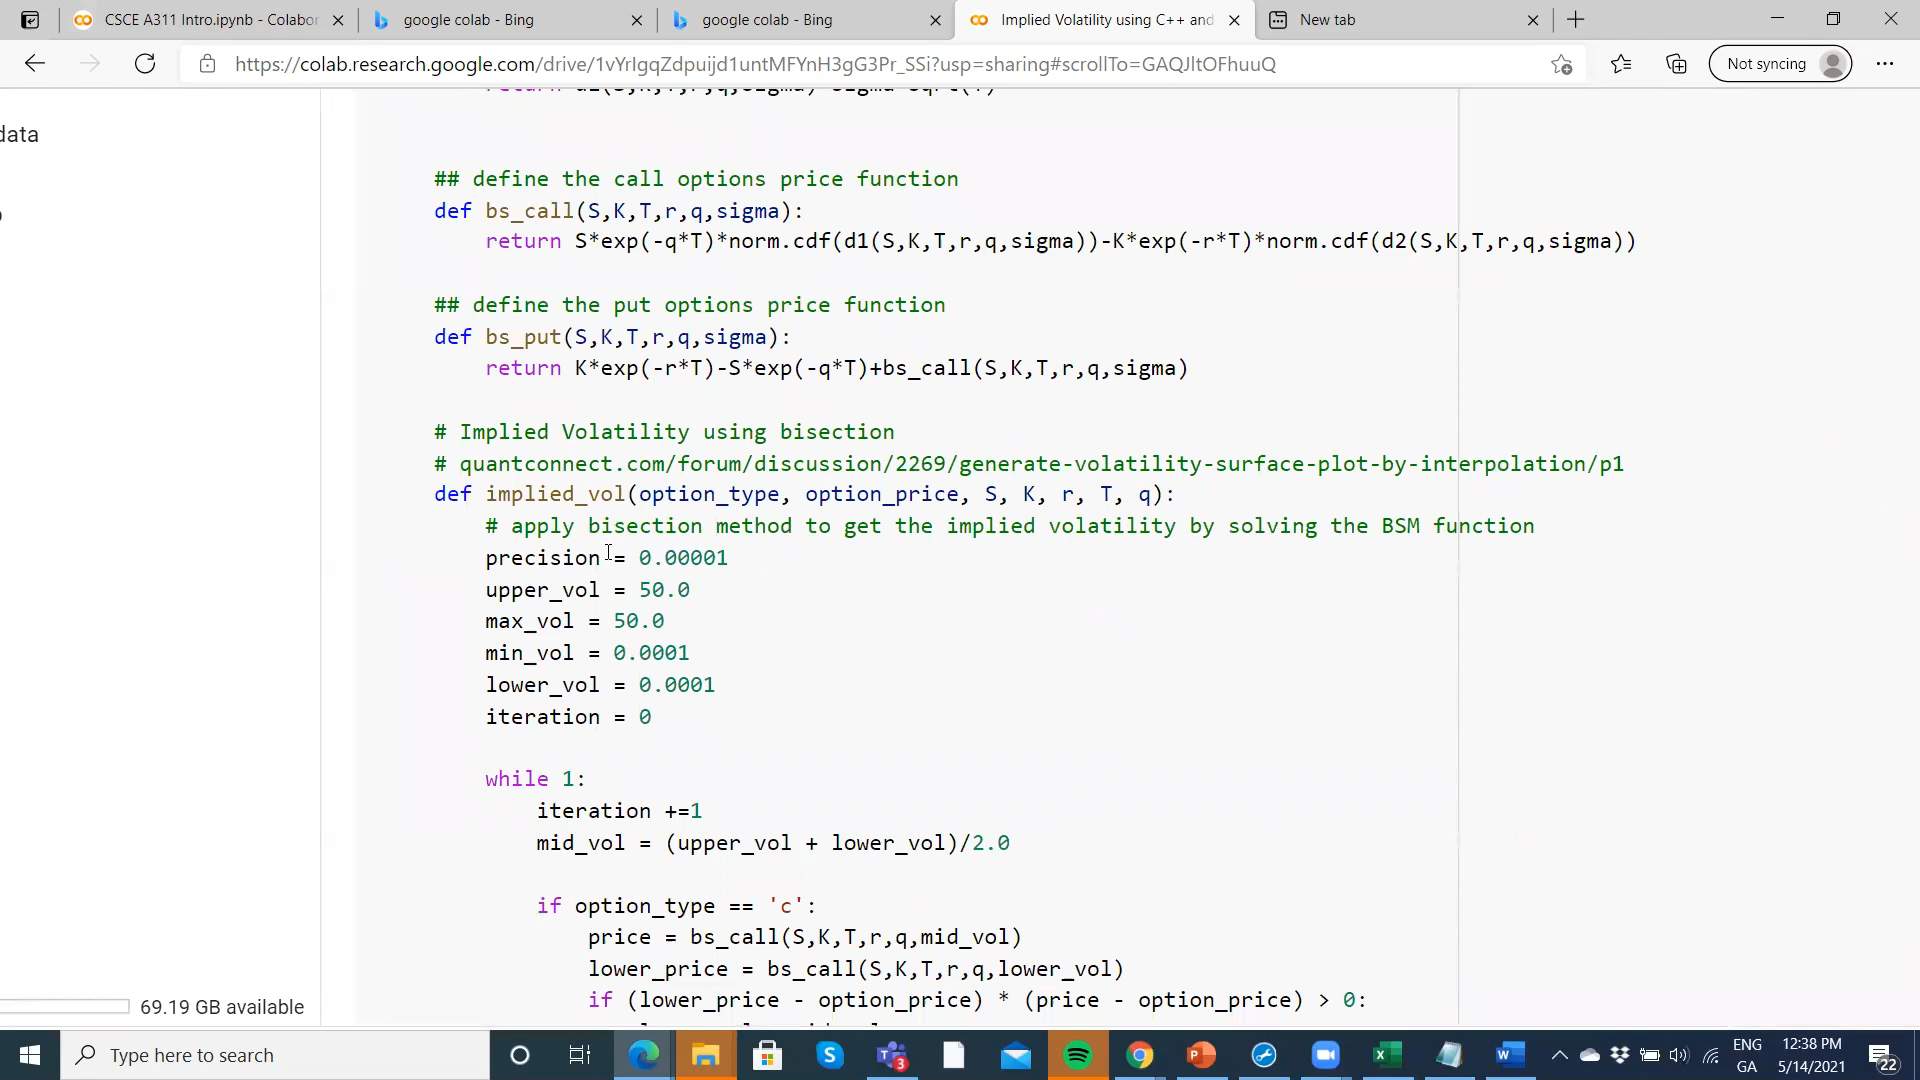 CSCE A311 Intro.ipynb - Colabor
google colab - Bing
google colab - Bing
Implied Volatility using C++ and
New tab
https://colab.research.google.com/drive/1vYrIgqZdpuijd1untMFYnH3gG3Pr_SSi?usp=sharing#scrollTo=GAQJltOFhuuQ
Not syncing
data
return d2(S,K,T,r,q,sigma) sigma sqrt(T)
## define the call options price function
def bs_call(S,K,T,r,q,sigma):
return S*exp(-q*T)*norm.cdf(d1(S,K,T,r,q,sigma))-K*exp(-r*T)*norm.cdf(d2(S,K,T,r,q,sigma))
## define the put options price function
def bs_put(S,K,T,r,q,sigma):
return K*exp(-r*T)-S*exp(-q*T)+bs_call(S,K,T,r,q,sigma)
# Implied Volatility using bisection
# quantconnect.com/forum/discussion/2269/generate-volatility-surface-plot-by-interpolation/p1
def implied_vol(option_type, option_price, S, K, r, T, q):
# apply bisection method to get the implied volatility by solving the BSM function
precision = 0.00001
upper_vol = 50.0
max_vol = 50.0
min_vol = 0.0001
lower_vol = 0.0001
iteration = 0
while 1:
iteration +=1
mid_vol = (upper_vol + lower_vol)/2.0
if option_type == 'c':
price = bs_call(S,K,T,r,q,mid_vol)
lower_price = bs_call(S,K,T,r,q,lower_vol)
if (lower_price - option_price) * (price - option_price) > 0:
69.19 GB available
Type here to search
3
ENG
GA
12:38 PM
5/14/2021
22